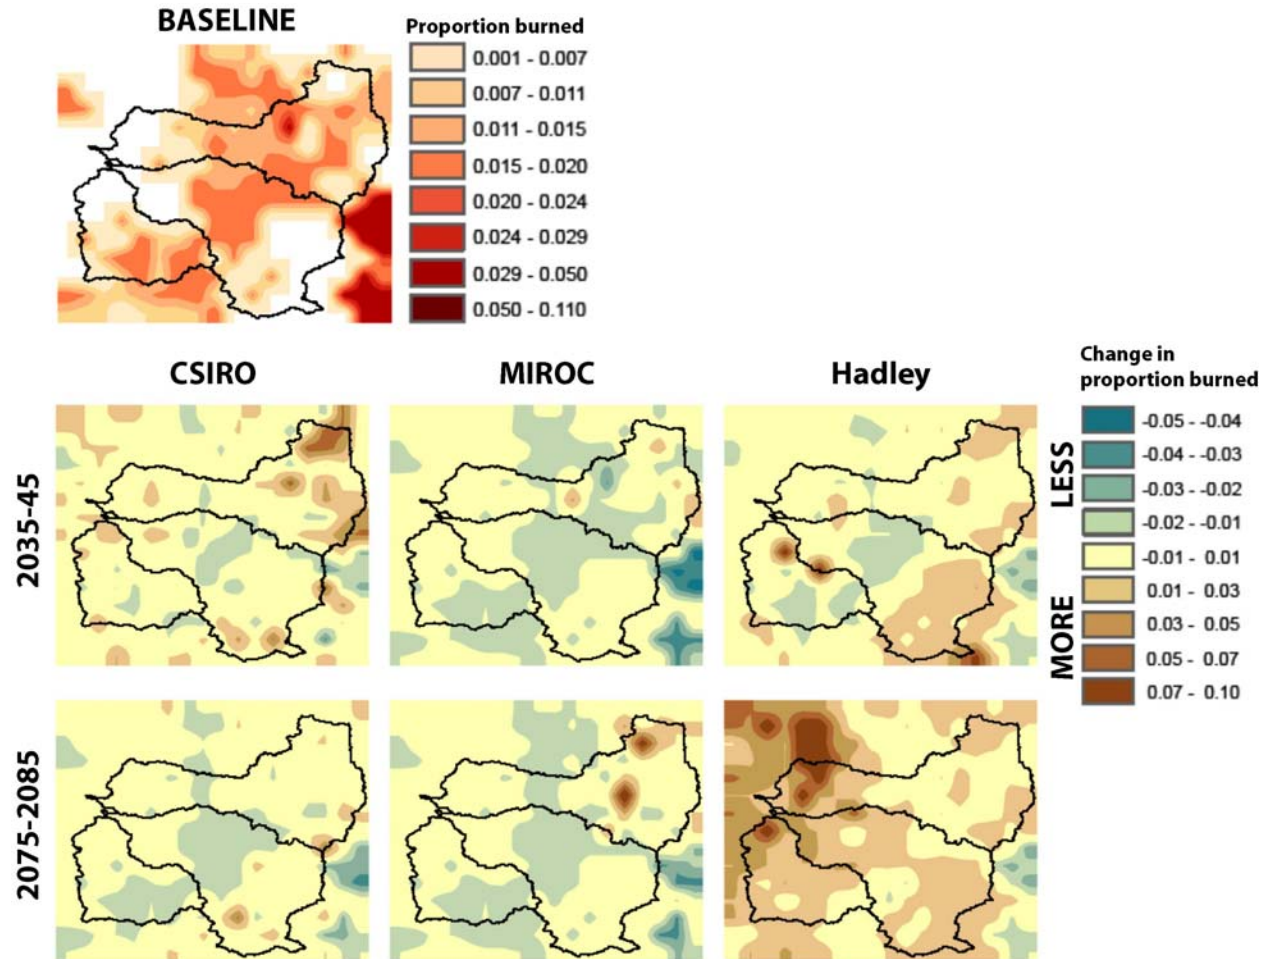 BASELINE
Proportion burned
0.001 - 0.007
0.007 - 0.011
0.011 - 0.015
0.015 - 0.020
0.020 - 0.024
0.024 - 0.029
0.029 - 0.050
0.050 - 0.110
CSIRO
MIROC
Hadley
Change in
proportion burned
-0.05 - -0.04
-0.04 - -0.03
-0.03 - -0.02
-0.02 - -0.01
-0.01 - 0.01
0.01 - 0.03
0.03 - 0.05
0.05 - 0.07
0.07 - 0.10
LESS
MORE
2035-45
2075-2085